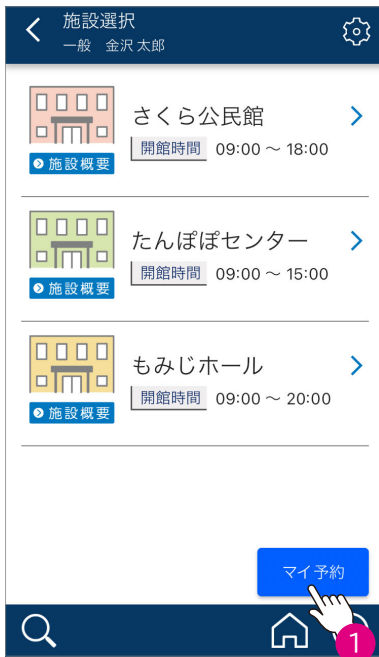 施設選択
一般 金沢 太郎
さくら公民館
開館時間 09:00 ～ 18:00
施設概要
たんぽぽセンター
開館時間 09:00 ～ 15:00
施設概要
もみじホール
開館時間 09:00 ～ 20:00
施設概要
マイ予約
1